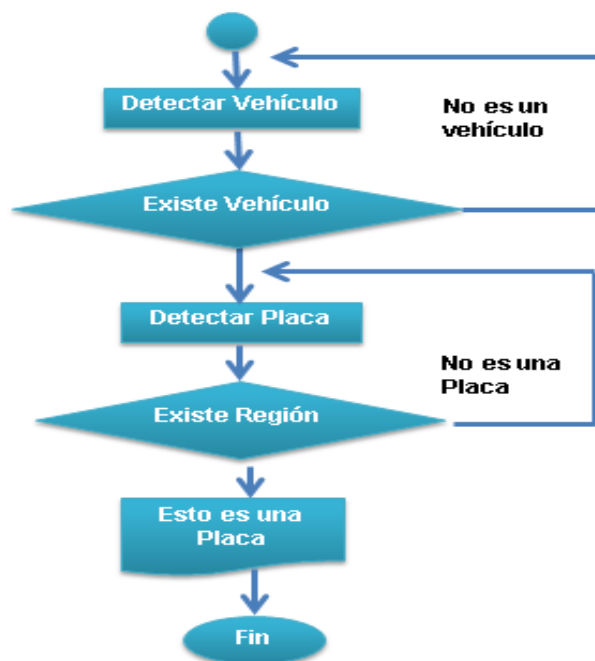 Detectar Vehículo
No es un
vehículo
Existe Vehículo
Detectar Placa
No es una
Placa
Existe Región
Esto es una
Placa
Fin